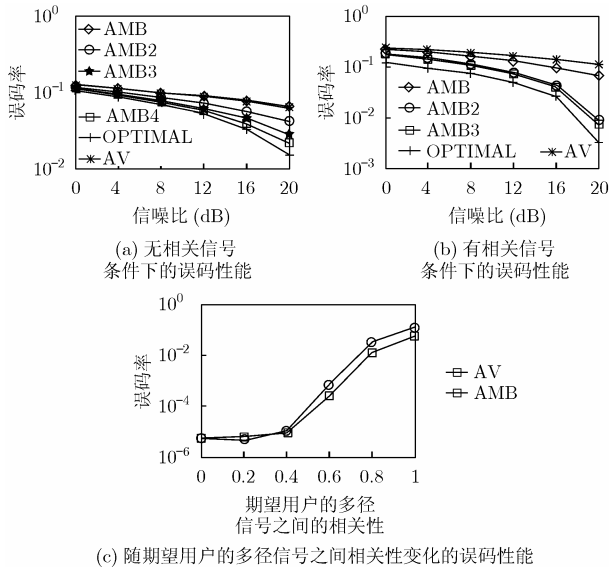 10^0
10^-1
10^-2
误码率
AMB
AMB2
AMB3
AMB4
OPTIMAL
AV
0 4 8 12 16 20
信噪比 (dB)
(a) 无相关信号
条件下的误码性能
10^0
10^-1
10^-2
10^-3
误码率
AMB
AMB2
AMB3
OPTIMAL AV
0 4 8 12 16 20
信噪比 (dB)
(b) 有相关信号
条件下的误码性能
10^0
10^-2
10^-4
10^-6
误码率
AV
AMB
0 0.2 0.4 0.6 0.8 1
期望用户的多径
信号之间的相关性
(c) 随期望用户的多径信号之间相关性变化的误码性能